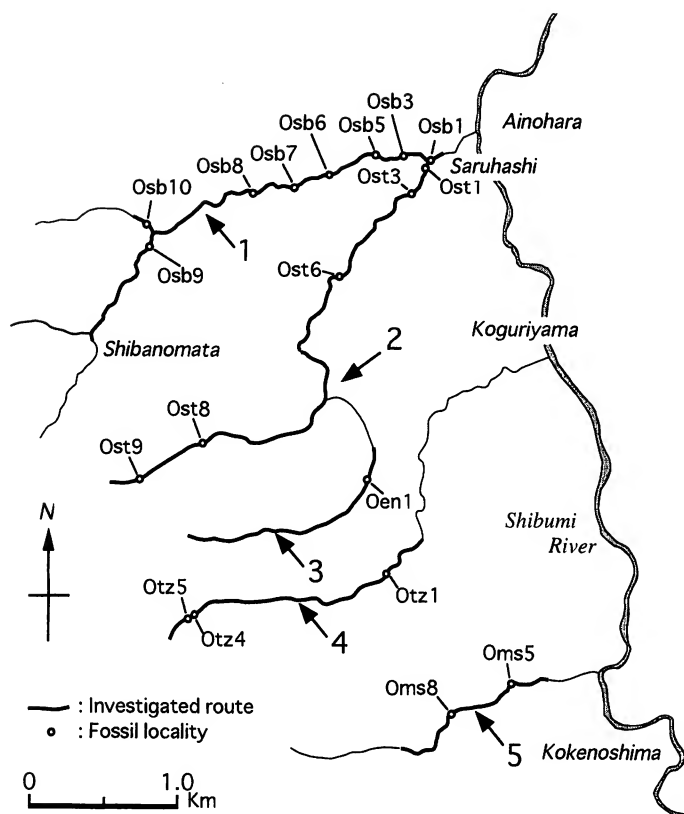 Ainohara
Osb3
Osb5
Osb1
Osb6
Saruhashi
Osb7
Ost3
Ost1
Osb8
Osb10
1
Osb9
Ost6
Shibanomata
Koguriyama
2
Ost8
Ost9
Oen1
N
Shibumi
River
3
Otz5
Otz1
Otz4
4
Oms5
Oms8
— : Investigated route
: Fossil locality
5
Kokenoshima
0 1.0
Km